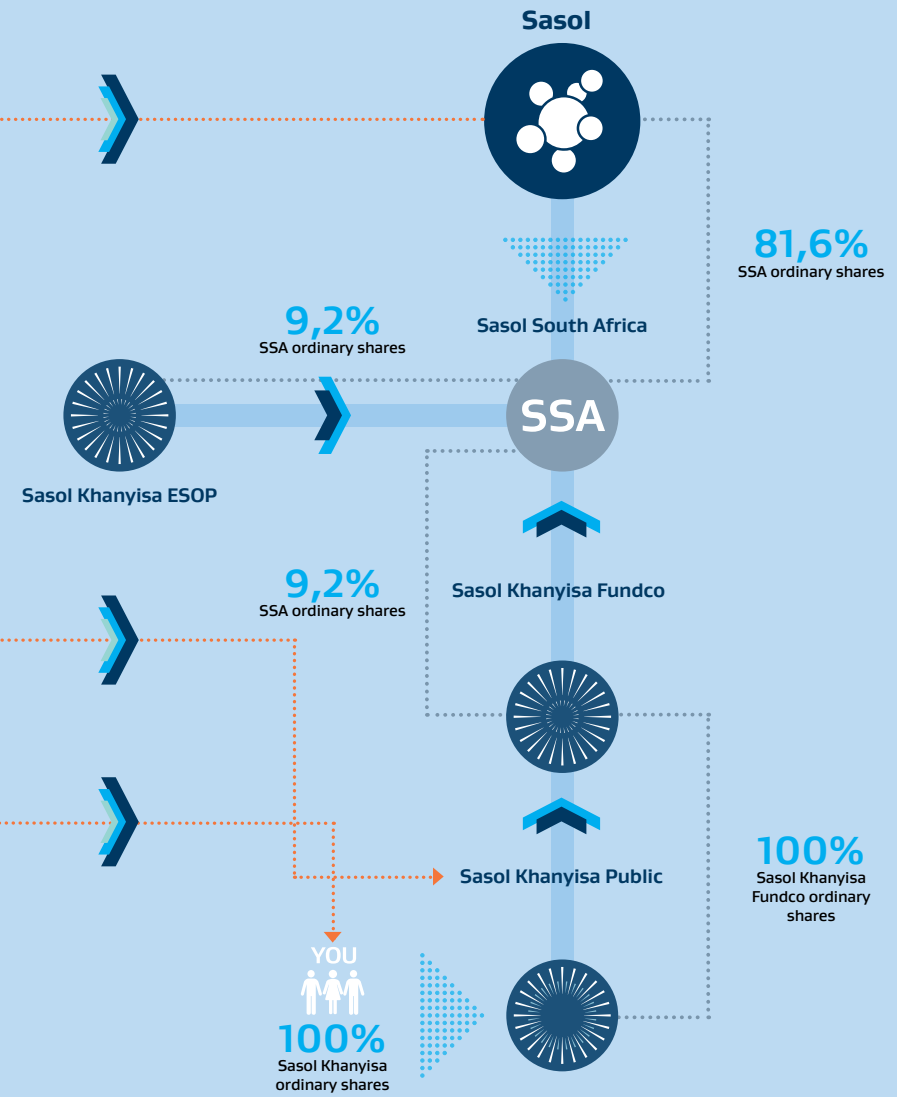 Sasol
81,6%
SSA ordinary shares
9,2%
SSA ordinary shares
Sasol South Africa
SSA
Sasol Khanyisa ESOP
9,2%
SSA ordinary shares
Sasol Khanyisa Fundco
Sasol Khanyisa Public
100%
Sasol Khanyisa
Fundco ordinary
shares
YOU
100%
Sasol Khanyisa
ordinary shares